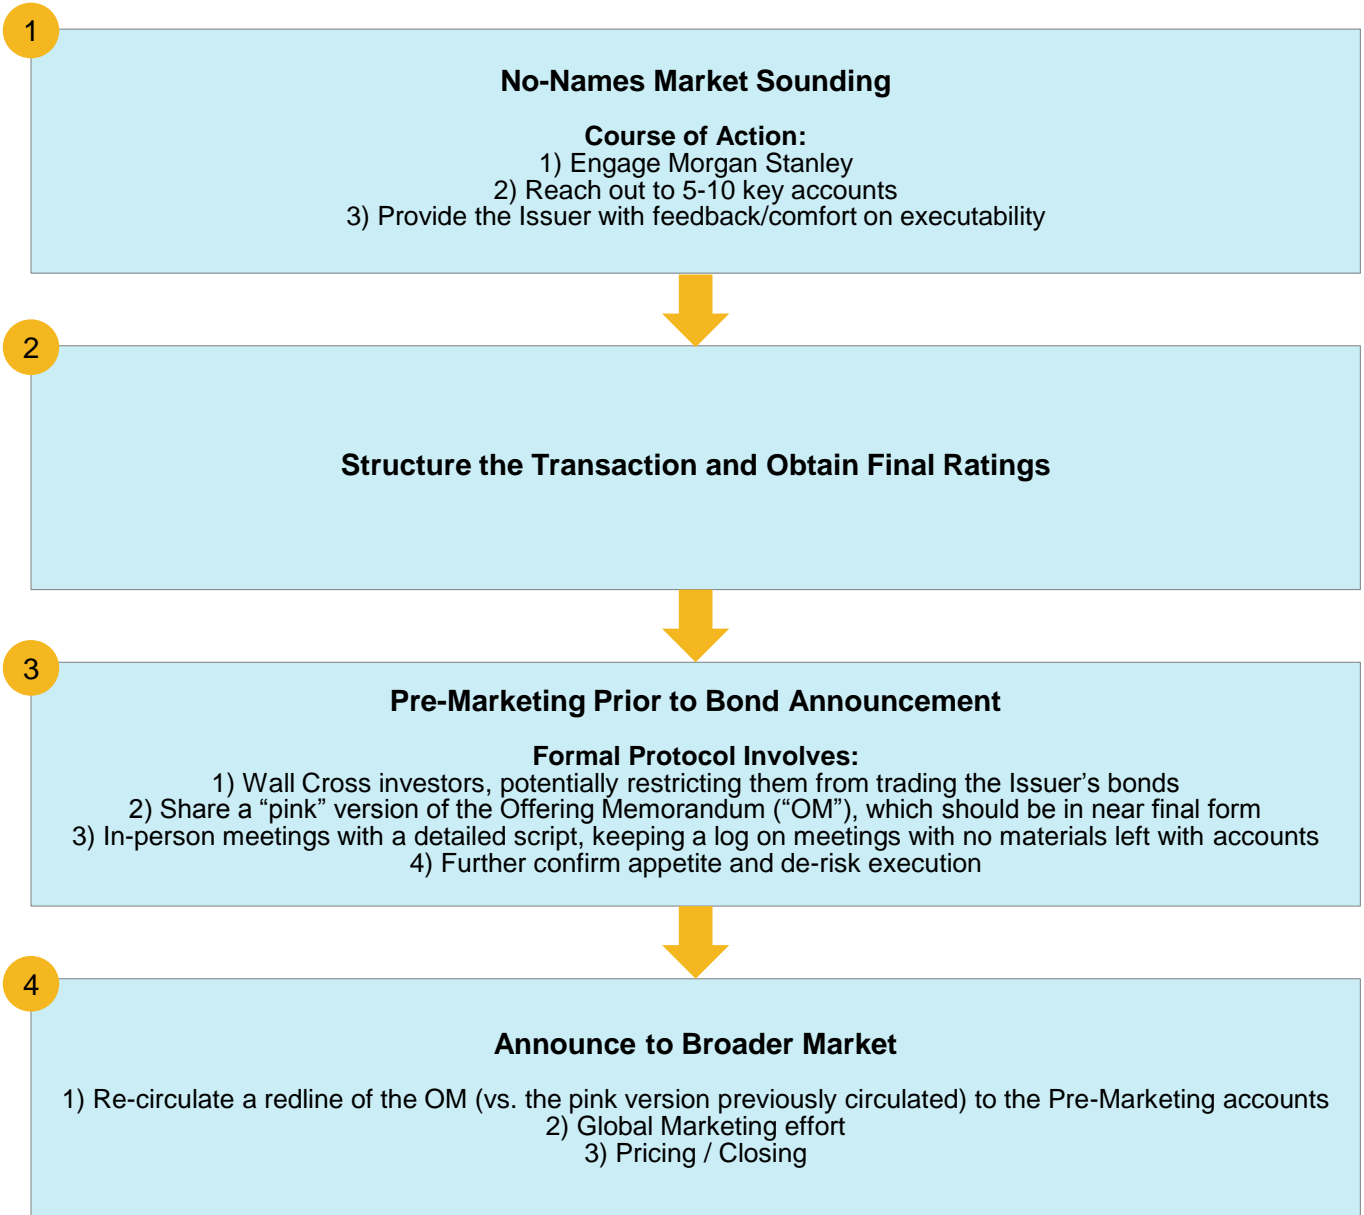 1
No-Names Market Sounding
Course of Action:
1) Engage Morgan Stanley
2) Reach out to 5-10 key accounts
3) Provide the Issuer with feedback/comfort on executability
2
Structure the Transaction and Obtain Final Ratings
3
Pre-Marketing Prior to Bond Announcement
Formal Protocol Involves:
1) Wall Cross investors, potentially restricting them from trading the Issuer’s bonds
2) Share a “pink” version of the Offering Memorandum (“OM”), which should be in near final form
3) In-person meetings with a detailed script, keeping a log on meetings with no materials left with accounts
4) Further confirm appetite and de-risk execution
4
Announce to Broader Market
1) Re-circulate a redline of the OM (vs. the pink version previously circulated) to the Pre-Marketing accounts
2) Global Marketing effort
3) Pricing / Closing